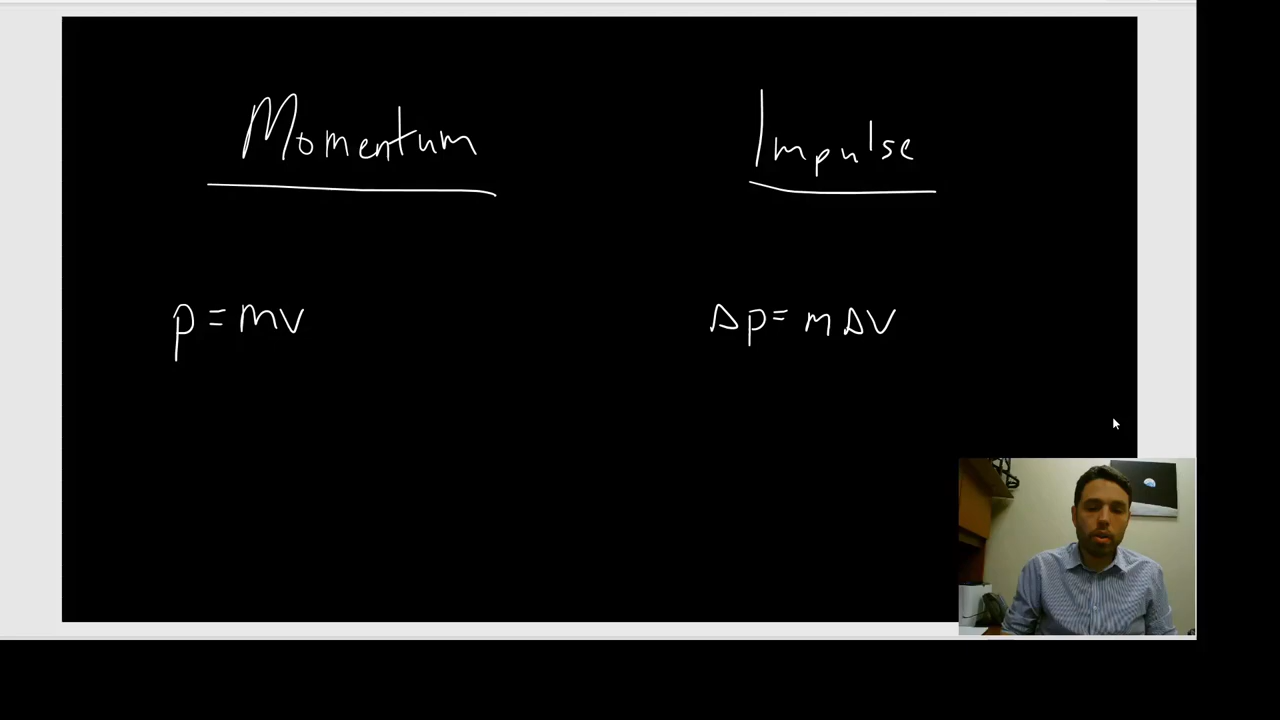 Momentum
Impulse
p = mv
Δp = mΔv